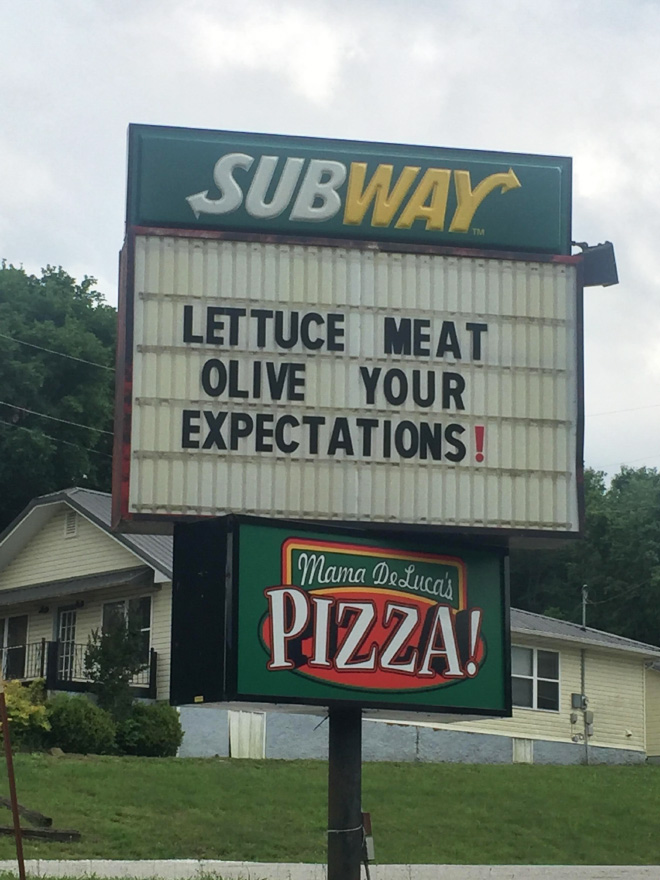 SUBWAY TM
LETTUCE MEAT
OLIVE YOUR
EXPECTATIONS!
Mama DeLuca's
PIZZA!